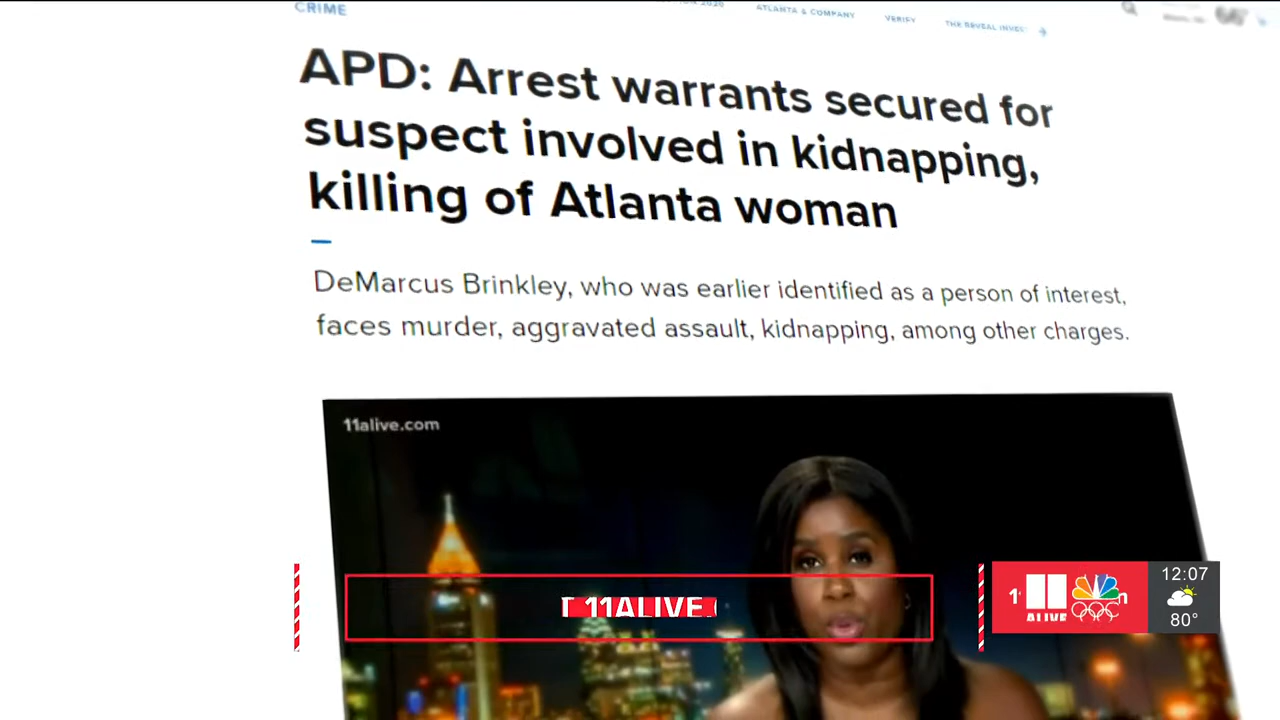 CRIME
ATLANTA & COMPANY
VERIFY
APD: Arrest warrants secured for
suspect involved in kidnapping,
killing of Atlanta woman
DeMarcus Brinkley, who was earlier identified as a person of interest,
faces murder, aggravated assault, kidnapping, among other charges.
11alive.com
11ALIVE.
11
ALIVE
12:07
80°